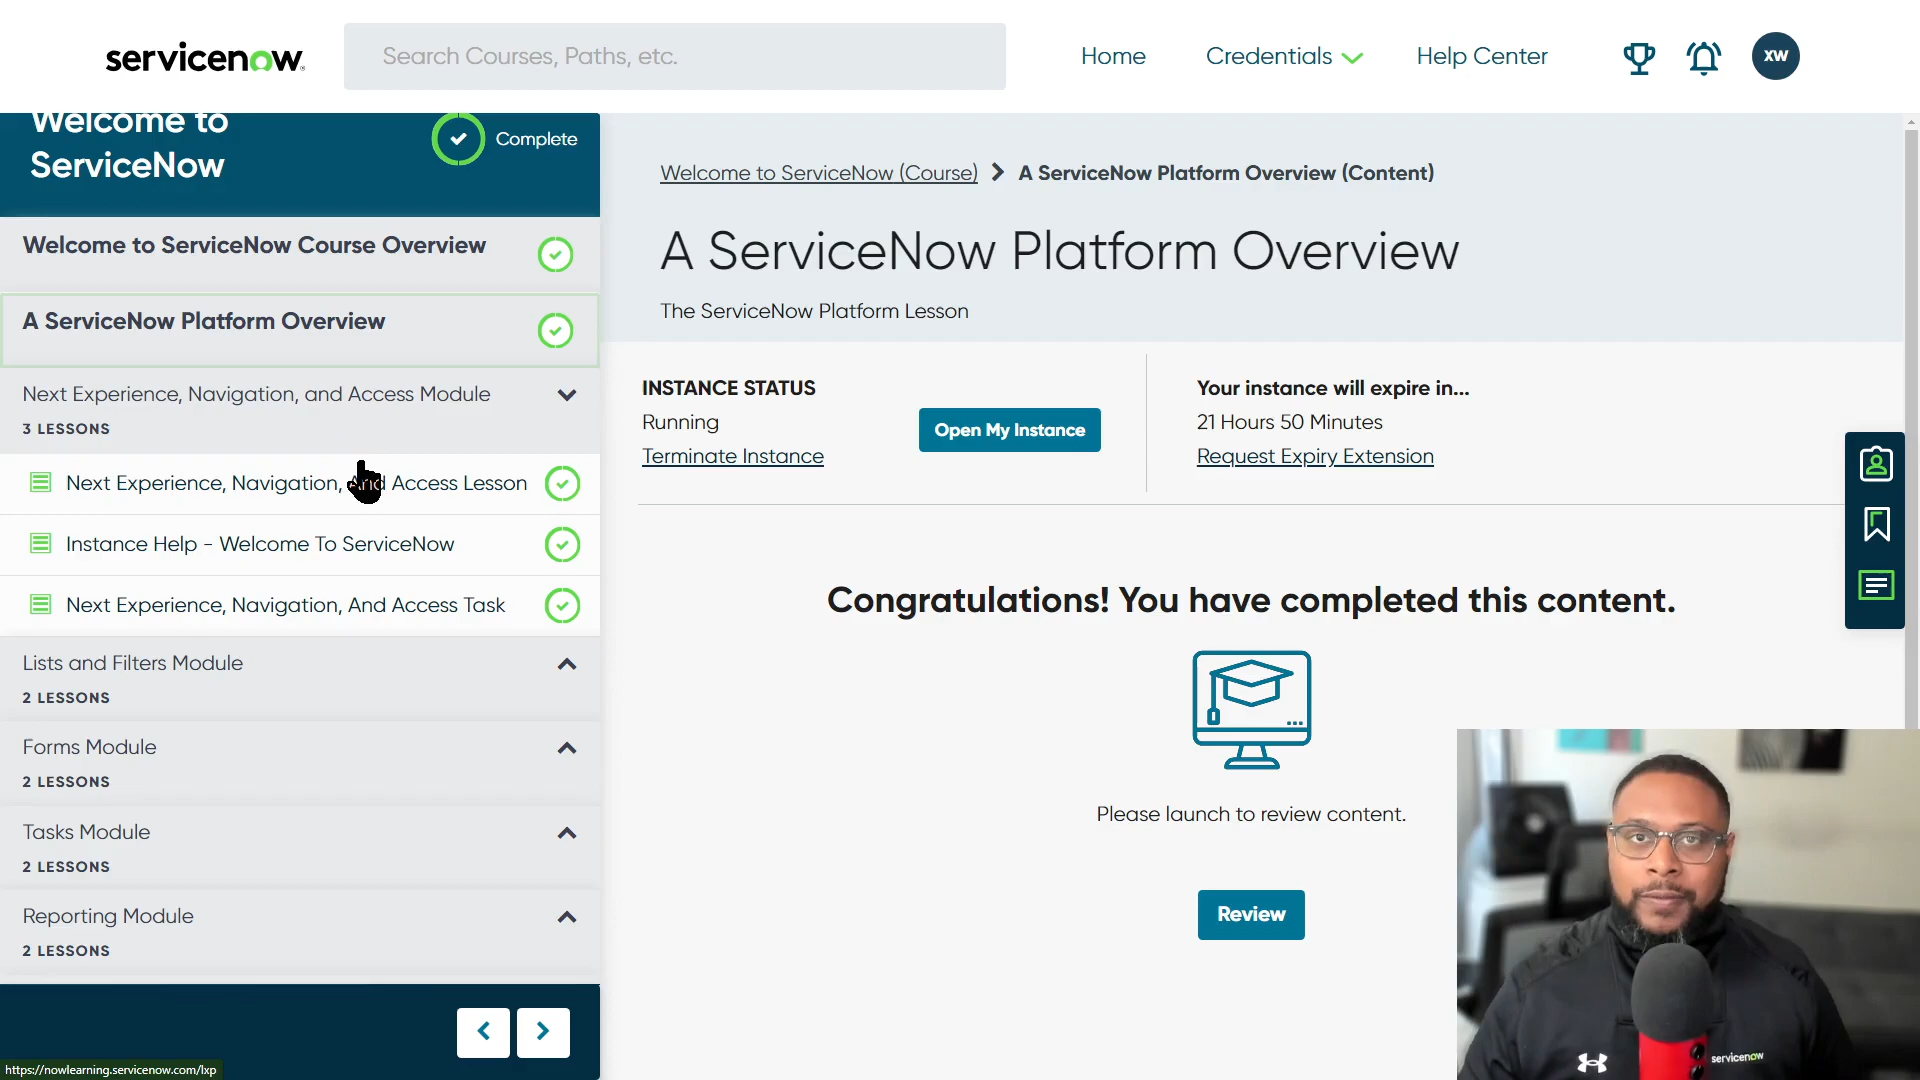 servicenow
Search Courses, Paths, etc.
Home
Credentials
Help Center
XW
Welcome to
ServiceNow
Complete
Welcome to ServiceNow Course Overview
A ServiceNow Platform Overview
Next Experience, Navigation, and Access Module
3 LESSONS
Next Experience, Navigation, And Access Lesson
Instance Help - Welcome To ServiceNow
Next Experience, Navigation, And Access Task
Lists and Filters Module
2 LESSONS
Forms Module
2 LESSONS
Tasks Module
2 LESSONS
Reporting Module
2 LESSONS
https://nowlearning.servicenow.com/lxp
Welcome to ServiceNow (Course) A ServiceNow Platform Overview (Content)
A ServiceNow Platform Overview
The ServiceNow Platform Lesson
INSTANCE STATUS
Running
Terminate Instance
Open My Instance
Your instance will expire in...
21 Hours 50 Minutes
Request Expiry Extension
Congratulations! You have completed this content.
Please launch to review content.
Review
servicenow